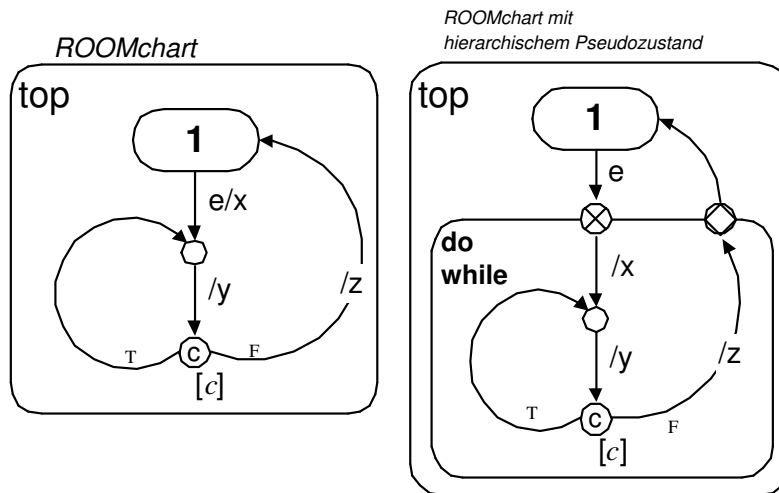 ROOMchart
top
1
e/x
/y
/z
T
F
c
[c]
ROOMchart mit
hierarchischem Pseudozustand
top
1
e
do
while
/x
/y
/z
T
F
c
[c]